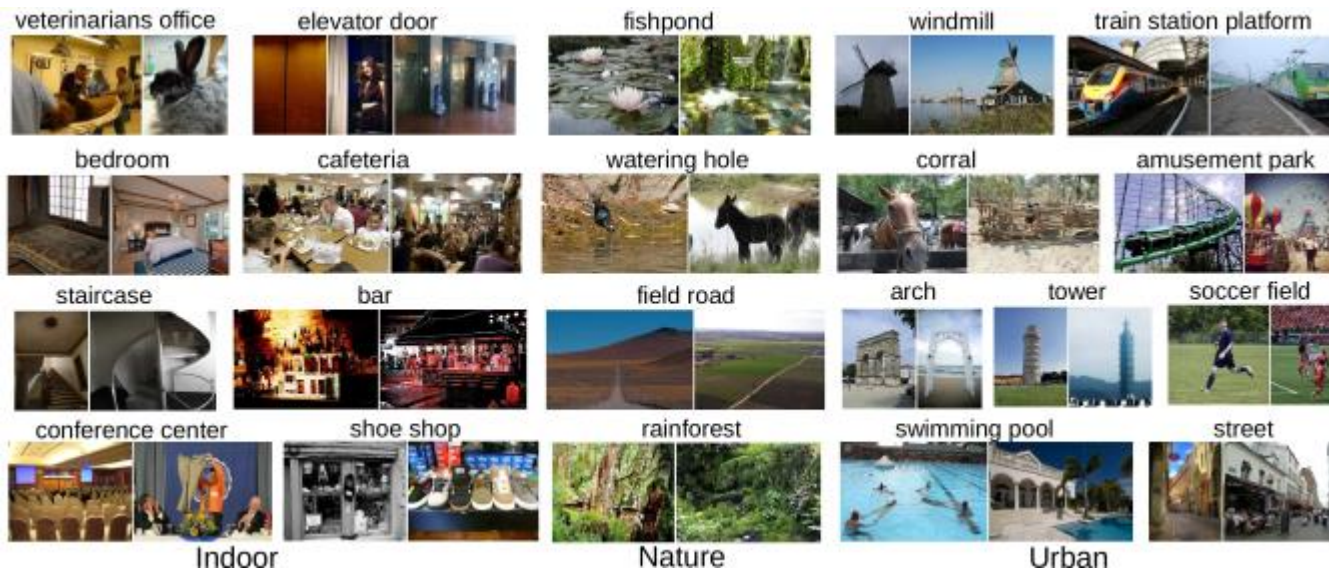 veterinarians office
elevator door
fishpond
windmill
train station platform
bedroom
cafeteria
watering hole
corral
amusement park
staircase
bar
field road
arch
tower
soccer field
conference center
shoe shop
rainforest
swimming pool
street
Indoor
Nature
Urban